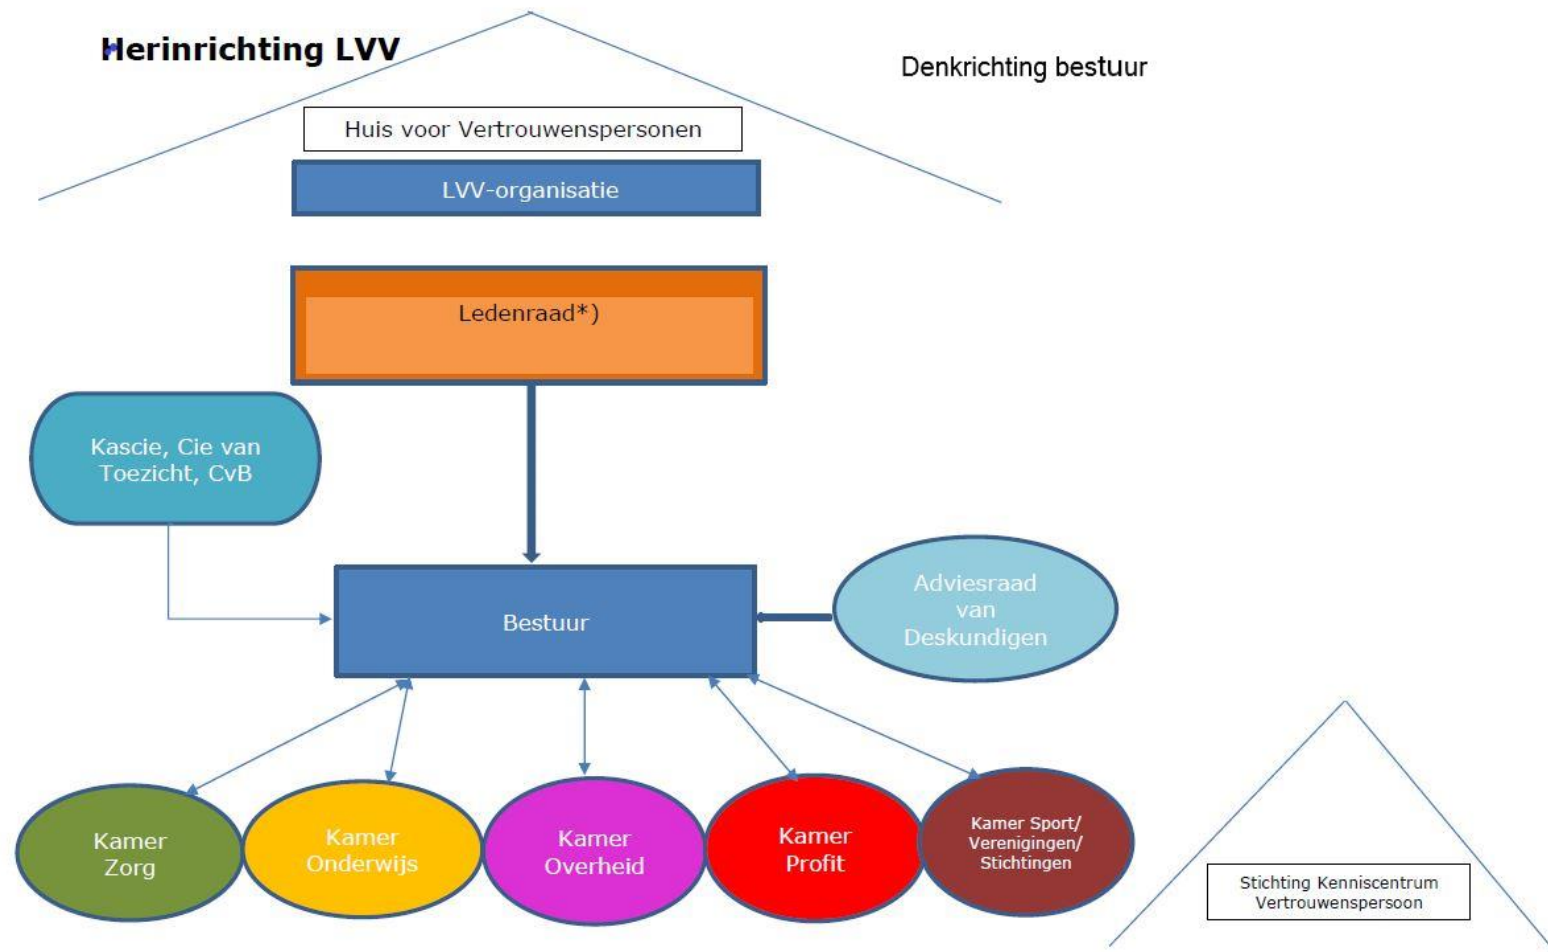 Herinrichting LVV
Denkrichting bestuur
Huis voor Vertrouwenspersonen
LVV-organisatie
Ledenraad*)
Kascie, Cie van
Toezicht, CvB
Bestuur
Adviesraad
van
Deskundigen
Kamer
Zorg
Kamer
Onderwijs
Kamer
Overheid
Kamer
Profit
Kamer Sport/
Verenigingen/
Stichtingen
Stichting Kenniscentrum
Vertrouwenspersoon